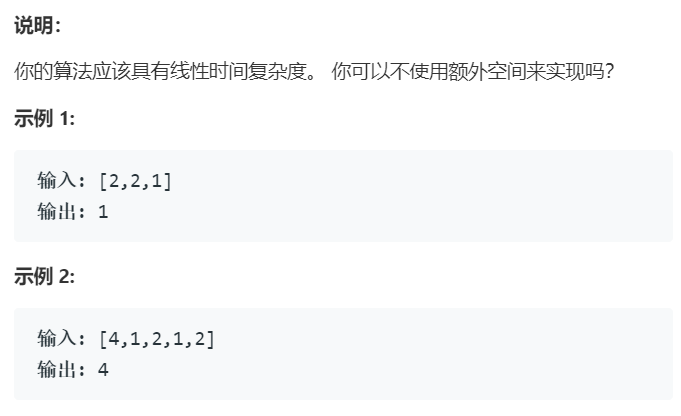 说明：
你的算法应该具有线性时间复杂度。 你可以不使用额外空间来实现吗？
示例 1:
输入: [2,2,1]
输出: 1
示例 2:
输入: [4,1,2,1,2]
输出: 4